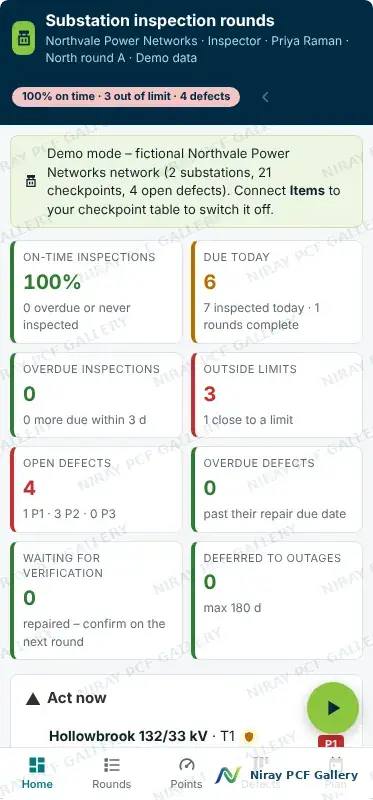 Substation inspection rounds
Northvale Power Networks · Inspector · Priya Raman ·
North round A · Demo data
100% on time · 3 out of limit · 4 defects
Demo mode – fictional Northvale Power
Networks network (2 substations, 21
checkpoints, 4 open defects). Connect Items to
your checkpoint table to switch it off.
ON-TIME INSPECTIONS
100%
0 overdue or never
inspected
DUE TODAY
6
7 inspected today · 1
rounds complete
OVERDUE INSPECTIONS
0
0 more due within 3 d
OUTSIDE LIMITS
3
1 close to a limit
OPEN DEFECTS
4
1 P1 · 3 P2 · 0 P3
OVERDUE DEFECTS
0
past their repair due date
WAITING FOR
VERIFICATION
0
repaired – confirm on the
next round
DEFERRED TO OUTAGES
0
max 180 d
Act now
Hollowbrook 132/33 kV · T1
P1
Home
Rounds
Points
Defects
Plan
Niray PCF Gallery
NIRAY PCF GALLERY